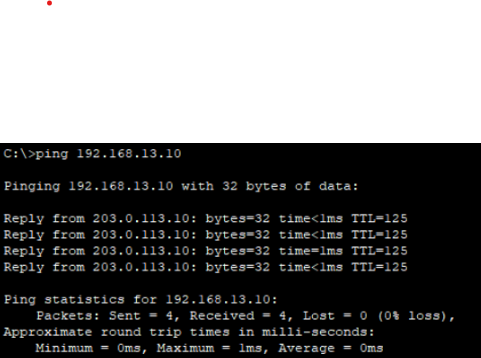 C:\>ping 192.168.13.10
Pinging 192.168.13.10 with 32 bytes of data:
Reply from 203.0.113.10: bytes=32 time<1ms TTL=125
Reply from 203.0.113.10: bytes=32 time<1ms TTL=125
Reply from 203.0.113.10: bytes=32 time=1ms TTL=125
Reply from 203.0.113.10: bytes=32 time<1ms TTL=125
Ping statistics for 192.168.13.10:
Packets: Sent = 4, Received = 4, Lost = 0 (0% loss),
Approximate round trip times in milli-seconds:
Minimum = 0ms, Maximum = 1ms, Average = 0ms